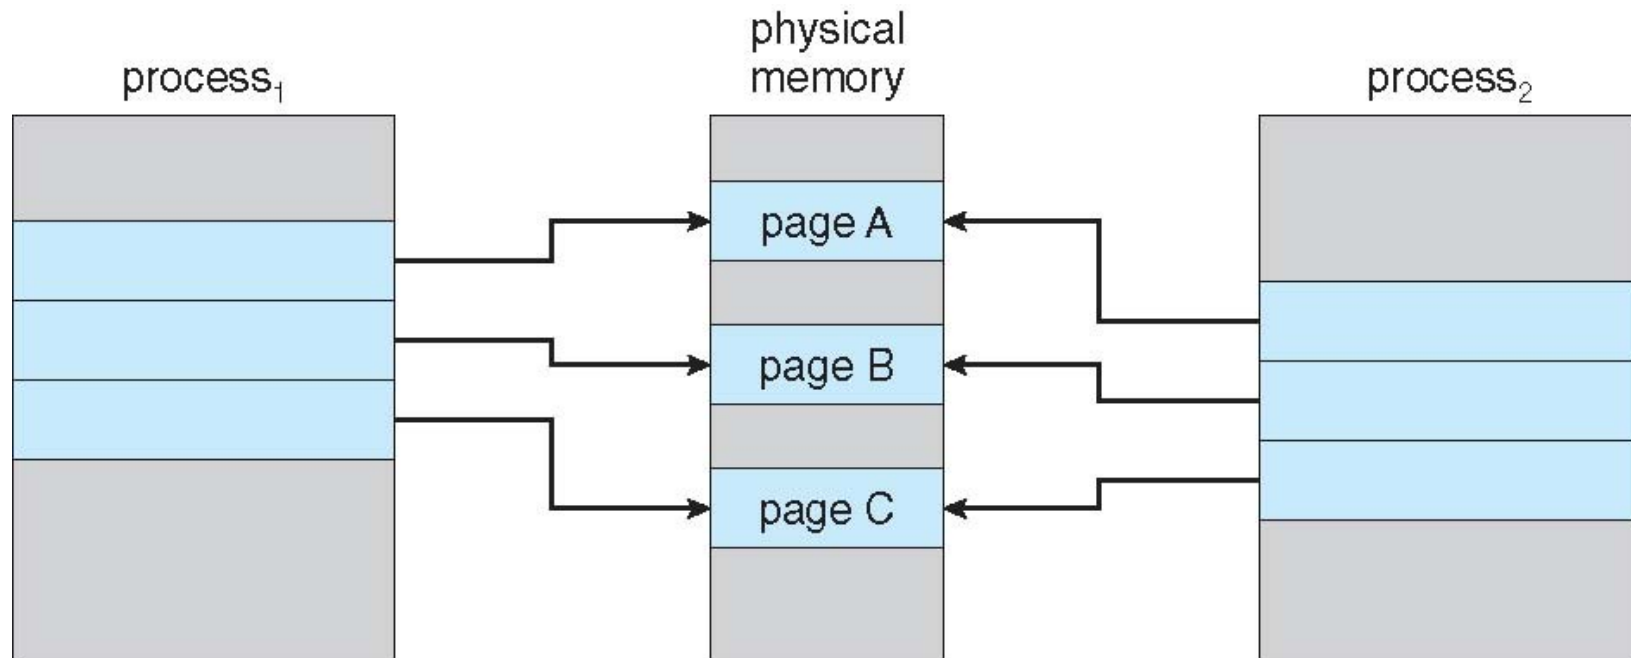 process₁
physical
memory
process₂
page A
page B
page C